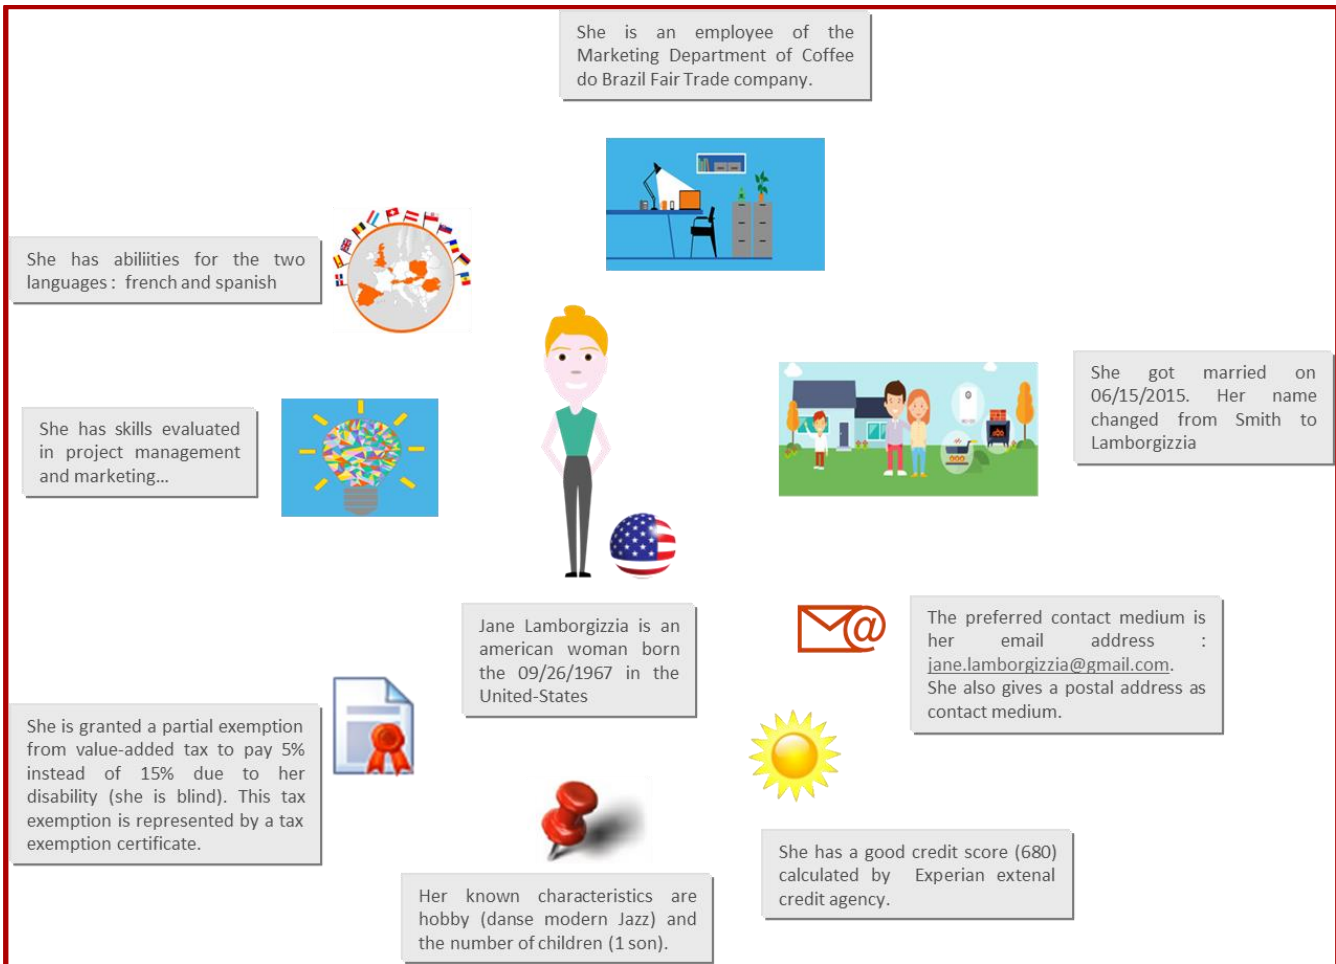 She is an employee of the
Marketing Department of Coffee
do Brazil Fair Trade company.
She has abiliities for the two
languages : french and spanish
She got married on
06/15/2015. Her name
changed from Smith to
Lamborgizzia
She has skills evaluated
in project management
and marketing...
Jane Lamborgizzia is an
american woman born
the 09/26/1967 in the
United-States
The preferred contact medium is
her email address :
jane.lamborgizzia@gmail.com.
She also gives a postal address as
contact medium.
She is granted a partial exemption
from value-added tax to pay 5%
instead of 15% due to her
disability (she is blind). This tax
exemption is represented by a tax
exemption certificate.
She has a good credit score (680)
calculated by Experian extenal
credit agency.
Her known characteristics are
hobby (danse modern Jazz) and
the number of children (1 son).